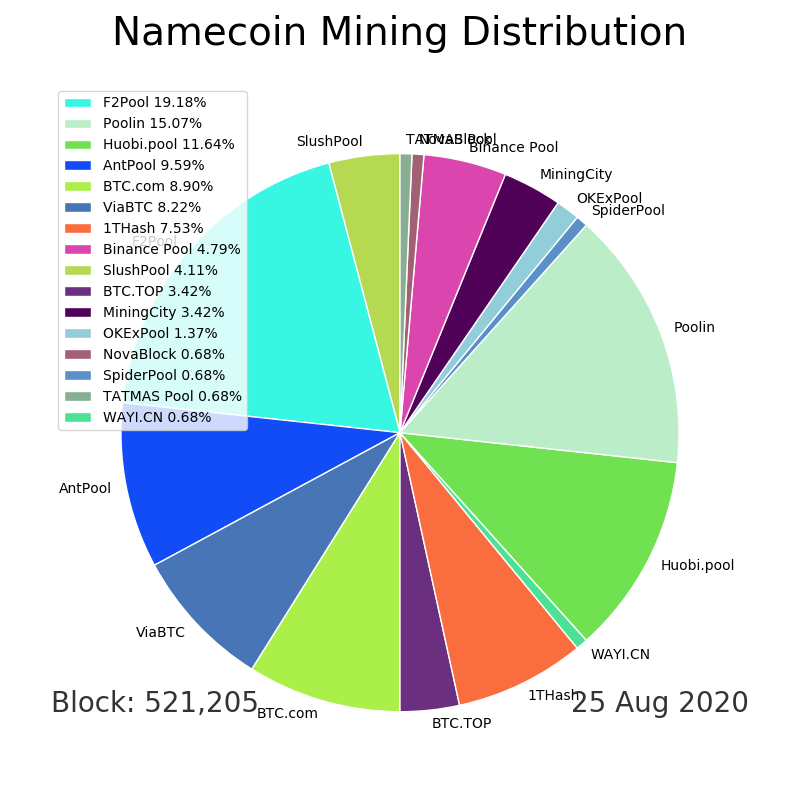 Namecoin Mining Distribution
F2Pool 19.18%
Poolin 15.07%
Huobi.pool 11.64%
AntPool 9.59%
BTC.com 8.90%
ViaBTC 8.22%
1THash 7.53%
Binance Pool 4.79%
SlushPool 4.11%
BTC.TOP 3.42%
MiningCity 3.42%
OKExPool 1.37%
NovaBlock 0.68%
SpiderPool 0.68%
TATMAS Pool 0.68%
WAYI.CN 0.68%
SlushPool
TATMAS Pool
NovaBlock
Binance Pool
MiningCity
OKExPool
SpiderPool
F2Pool
Poolin
AntPool
Huobi.pool
ViaBTC
WAYI.CN
1THash
BTC.com
BTC.TOP
Block: 521,205
25 Aug 2020